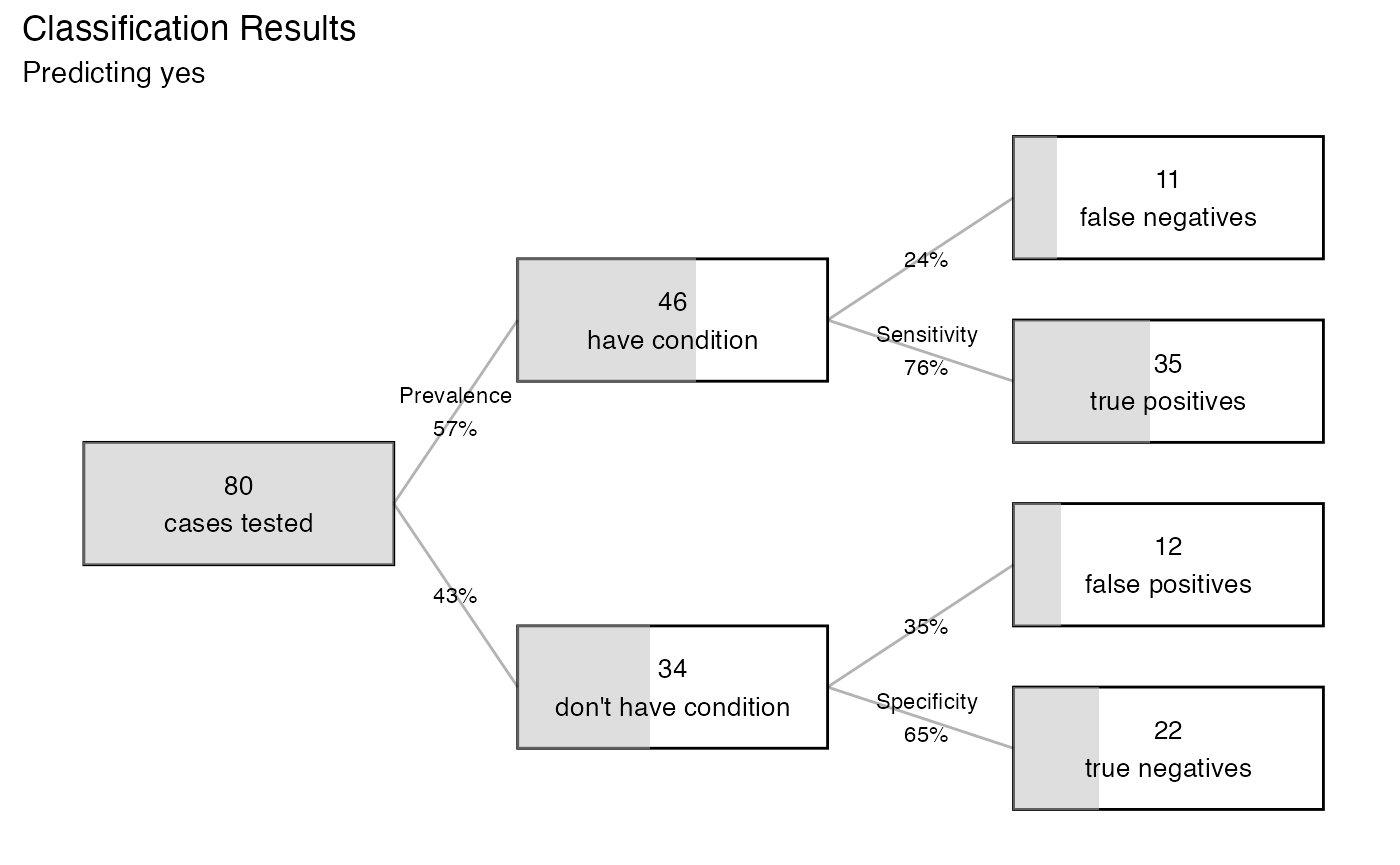 Classification Results
Predicting yes
11
false negatives
24%
46
have condition
Sensitivity
76%
35
true positives
Prevalence
57%
80
cases tested
43%
12
false positives
35%
34
don't have condition
Specificity
65%
22
true negatives